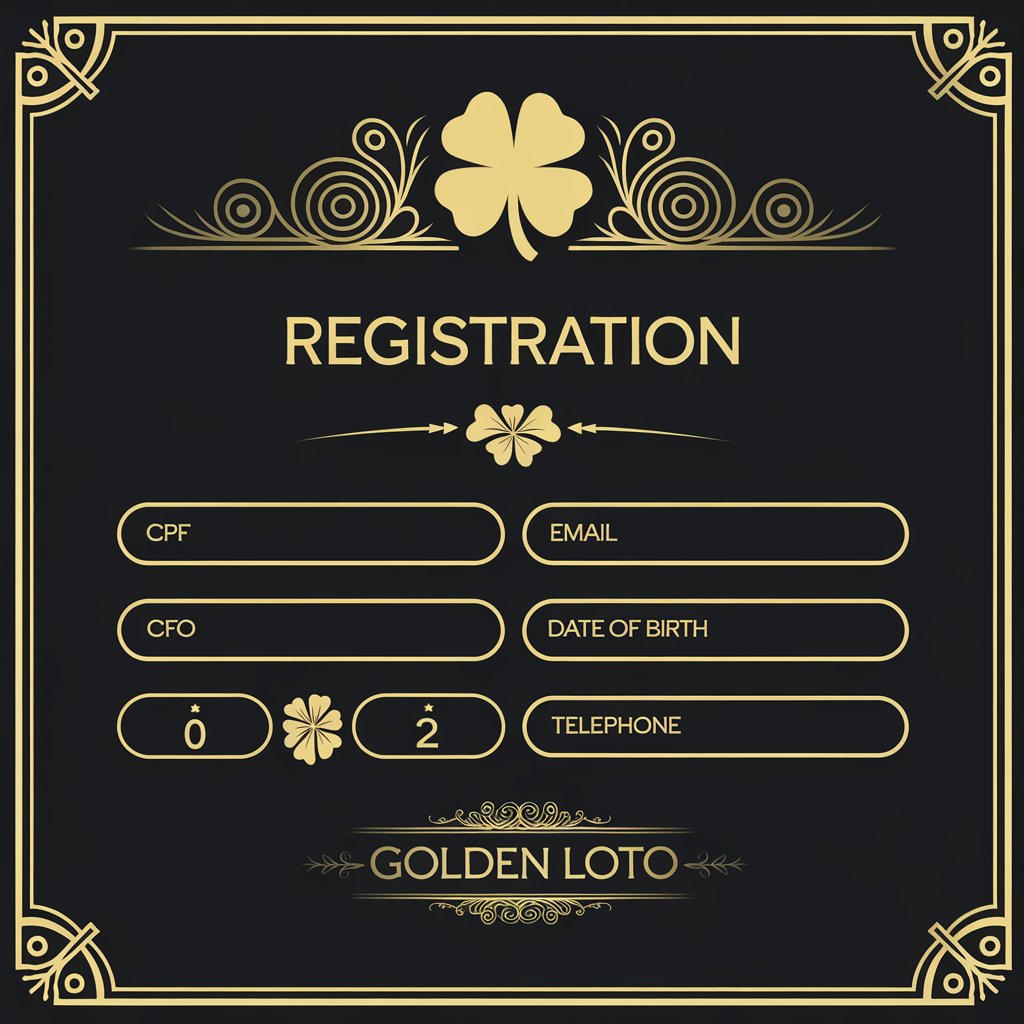 REGISTRATION
CPF
EMAIL
CFO
DATE OF BIRTH
0 2
TELEPHONE
GOLDEN LOTO